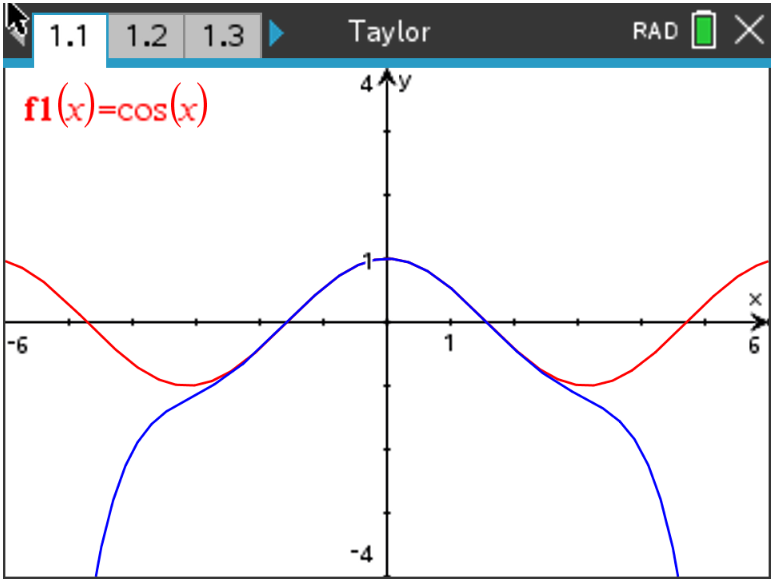 1.1 1.2 1.3 Taylor RAD
4 y
f1(x)=cos(x)
1
x
-6 1 6
-4